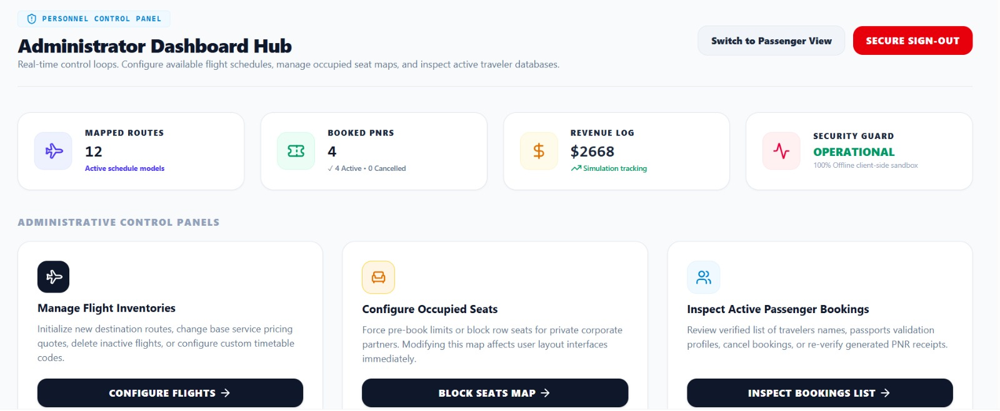 PERSONNEL CONTROL PANEL
Administrator Dashboard Hub
Real-time control loops. Configure available flight schedules, manage occupied seat maps, and inspect active traveler databases.
Switch to Passenger View
SECURE SIGN-OUT
MAPPED ROUTES
12
Active schedule models
BOOKED PNRS
4
✓ 4 Active • 0 Cancelled
REVENUE LOG
$2668
Simulation tracking
SECURITY GUARD
OPERATIONAL
100% Offline client-side sandbox
ADMINISTRATIVE CONTROL PANELS
Manage Flight Inventories
Initialize new destination routes, change base service pricing
quotes, delete inactive flights, or configure custom timetable
codes.
CONFIGURE FLIGHTS →
Configure Occupied Seats
Force pre-book limits or block row seats for private corporate
partners. Modifying this map affects user layout interfaces
immediately.
BLOCK SEATS MAP →
Inspect Active Passenger Bookings
Review verified list of travelers names, passports validation
profiles, cancel bookings, or re-verify generated PNR receipts.
INSPECT BOOKINGS LIST →